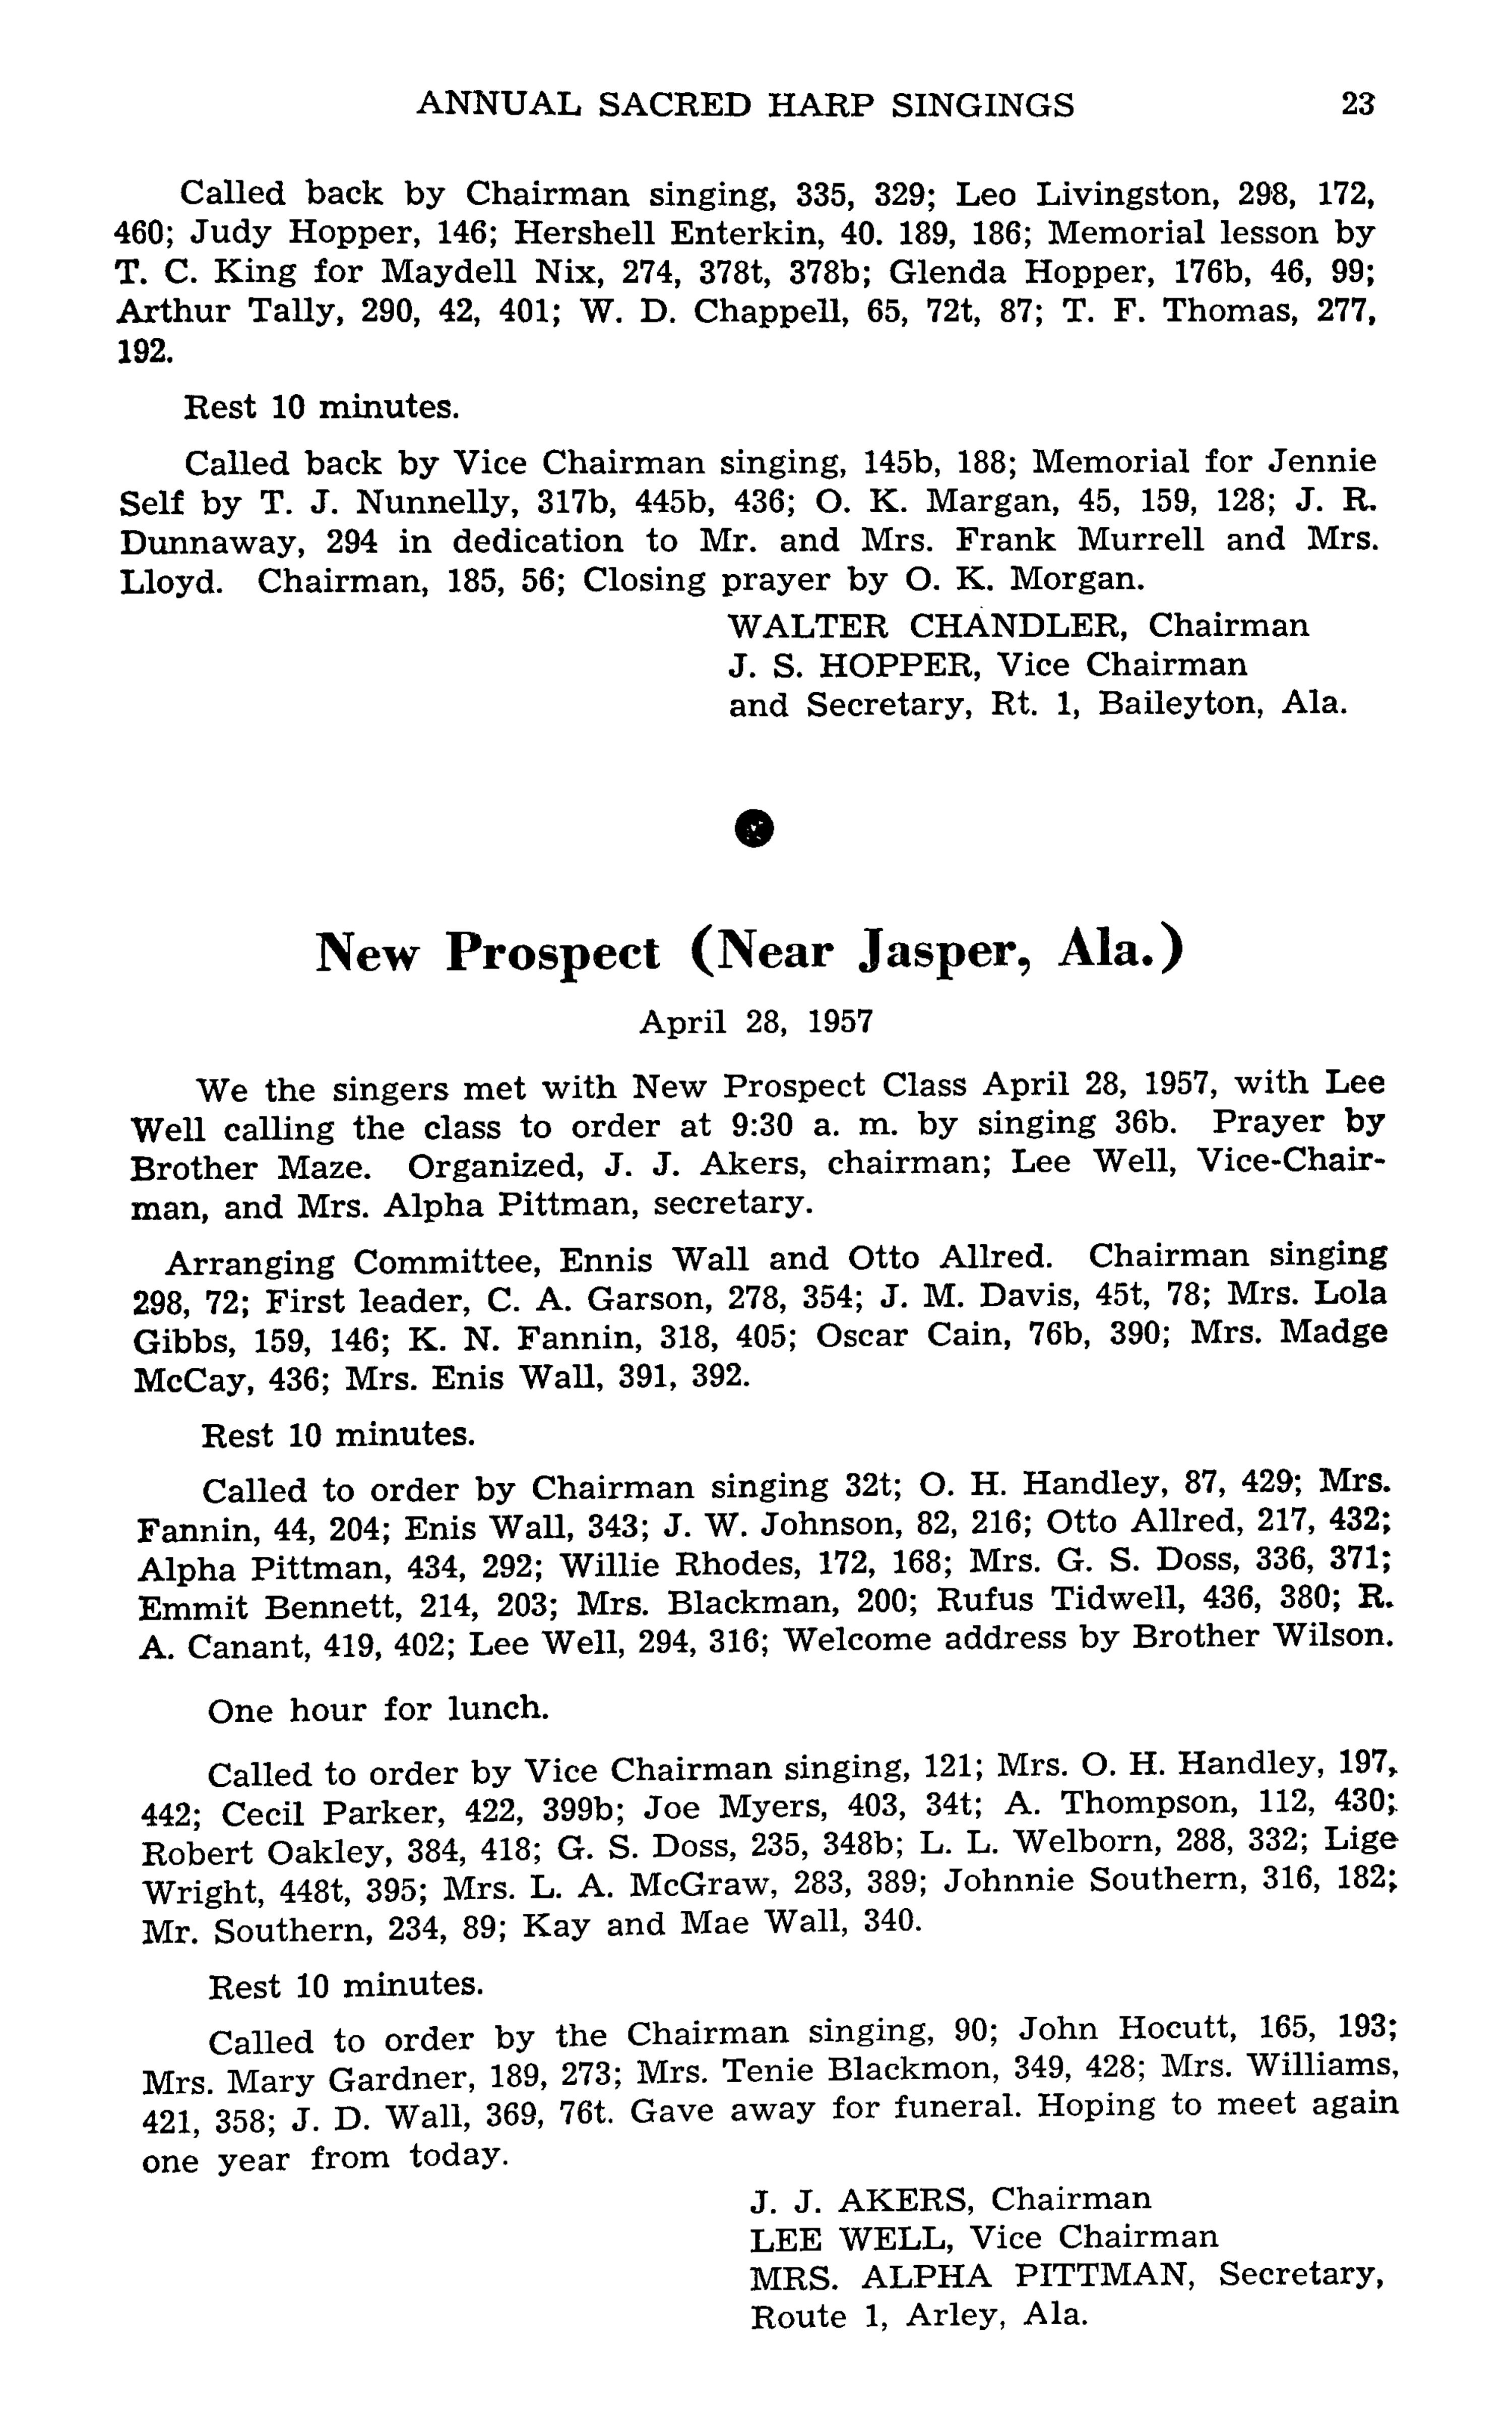 ANNUAL SACRED HARP SINGINGS 23
Called back by Chairman singing, 335, 329; Leo Livingston, 298, 172,
460; Judy Hopper, 146; Hershell Enterkin, 40. 189, 186; Memorial lesson by
T. C. King for Maydell Nix, 274, 378t, 378b; Glenda Hopper, 176b, 46, 99;
Arthur Tally, 290, 42, 401; W. D. Chappell, 65, 72t, 87; T. F. Thomas, 277,
192.
Rest 10 minutes.
Called back by Vice Chairman singing, 145b, 188; Memorial for Jennie
Self by T. J. Nunnelly, 317b, 445b, 436; O. K. Margan, 45, 159, 128; J. R.
Dunnaway, 294 in dedication to Mr. and Mrs. Frank Murrell and Mrs.
Lloyd. Chairman, 185, 56; Closing prayer by O. K. Morgan.
WALTER CHANDLER, Chairman
J. S. HOPPER, Vice Chairman
and Secretary, Rt. 1, Baileyton, Ala.
New Prospect (Near Jasper, Ala.)
April 28, 1957
We the singers met with New Prospect Class April 28, 1957, with Lee
Well calling the class to order at 9:30 a. m. by singing 36b. Prayer by
Brother Maze. Organized, J. J. Akers, chairman; Lee Well, Vice-Chair-
man, and Mrs. Alpha Pittman, secretary.
Arranging Committee, Ennis Wall and Otto Allred. Chairman singing
298, 72; First leader, C. A. Garson, 278, 354; J. M. Davis, 45t, 78; Mrs. Lola
Gibbs, 159, 146; K. N. Fannin, 318, 405; Oscar Cain, 76b, 390; Mrs. Madge
McCay, 436; Mrs. Enis Wall, 391, 392.
Rest 10 minutes.
Called to order by Chairman singing 32t; O. H. Handley, 87, 429; Mrs.
Fannin, 44, 204; Enis Wall, 343; J. W. Johnson, 82, 216; Otto Allred, 217, 432;
Alpha Pittman, 434, 292; Willie Rhodes, 172, 168; Mrs. G. S. Doss, 336, 371;
Emmit Bennett, 214, 203; Mrs. Blackman, 200; Rufus Tidwell, 436, 380; R.
A. Canant, 419, 402; Lee Well, 294, 316; Welcome address by Brother Wilson.
One hour for lunch.
Called to order by Vice Chairman singing, 121; Mrs. O. H. Handley, 197,
442; Cecil Parker, 422, 399b; Joe Myers, 403, 34t; A. Thompson, 112, 430;
Robert Oakley, 384, 418; G. S. Doss, 235, 348b; L. L. Welborn, 288, 332; Lige
Wright, 448t, 395; Mrs. L. A. McGraw, 283, 389; Johnnie Southern, 316, 182;
Mr. Southern, 234, 89; Kay and Mae Wall, 340.
Rest 10 minutes.
Called to order by the Chairman singing, 90; John Hocutt, 165, 193;
Mrs. Mary Gardner, 189, 273; Mrs. Tenie Blackmon, 349, 428; Mrs. Williams,
421, 358; J. D. Wall, 369, 76t. Gave away for funeral. Hoping to meet again
one year from today.
J. J. AKERS, Chairman
LEE WELL, Vice Chairman
MRS. ALPHA PITTMAN, Secretary,
Route 1, Arley, Ala.